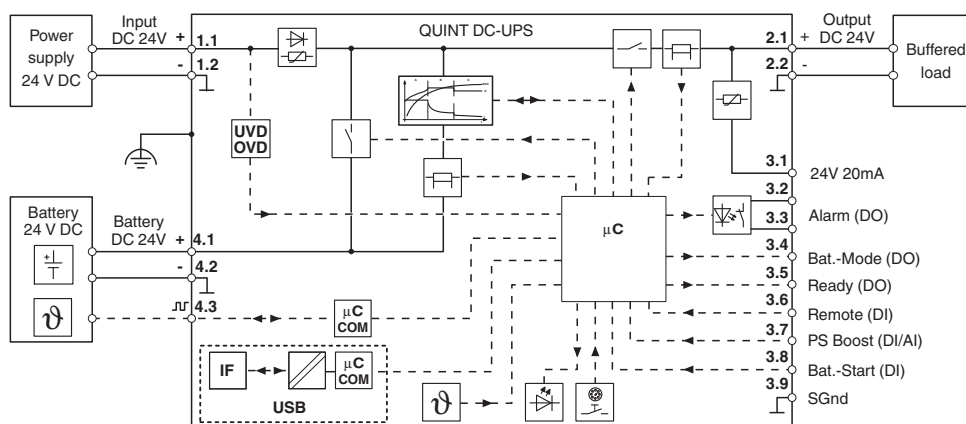 Power
supply
24 V DC
Input
DC 24V
+
1.1
-
1.2
QUINT DC-UPS
2.1
+
Output
DC 24V
2.2
-
Buffered
load
UVD
OVD
3.1
24V 20mA
3.2
3.3
Alarm (DO)
µC
3.4
Bat.-Mode (DO)
3.5
Ready (DO)
3.6
Remote (DI)
3.7
PS Boost (DI/AI)
3.8
Bat.-Start (DI)
3.9
SGnd
Battery
24 V DC
+
-
ϑ
Battery
DC 24V
+
4.1
-
4.2
4.3
µC
COM
IF
µC
COM
USB
ϑ